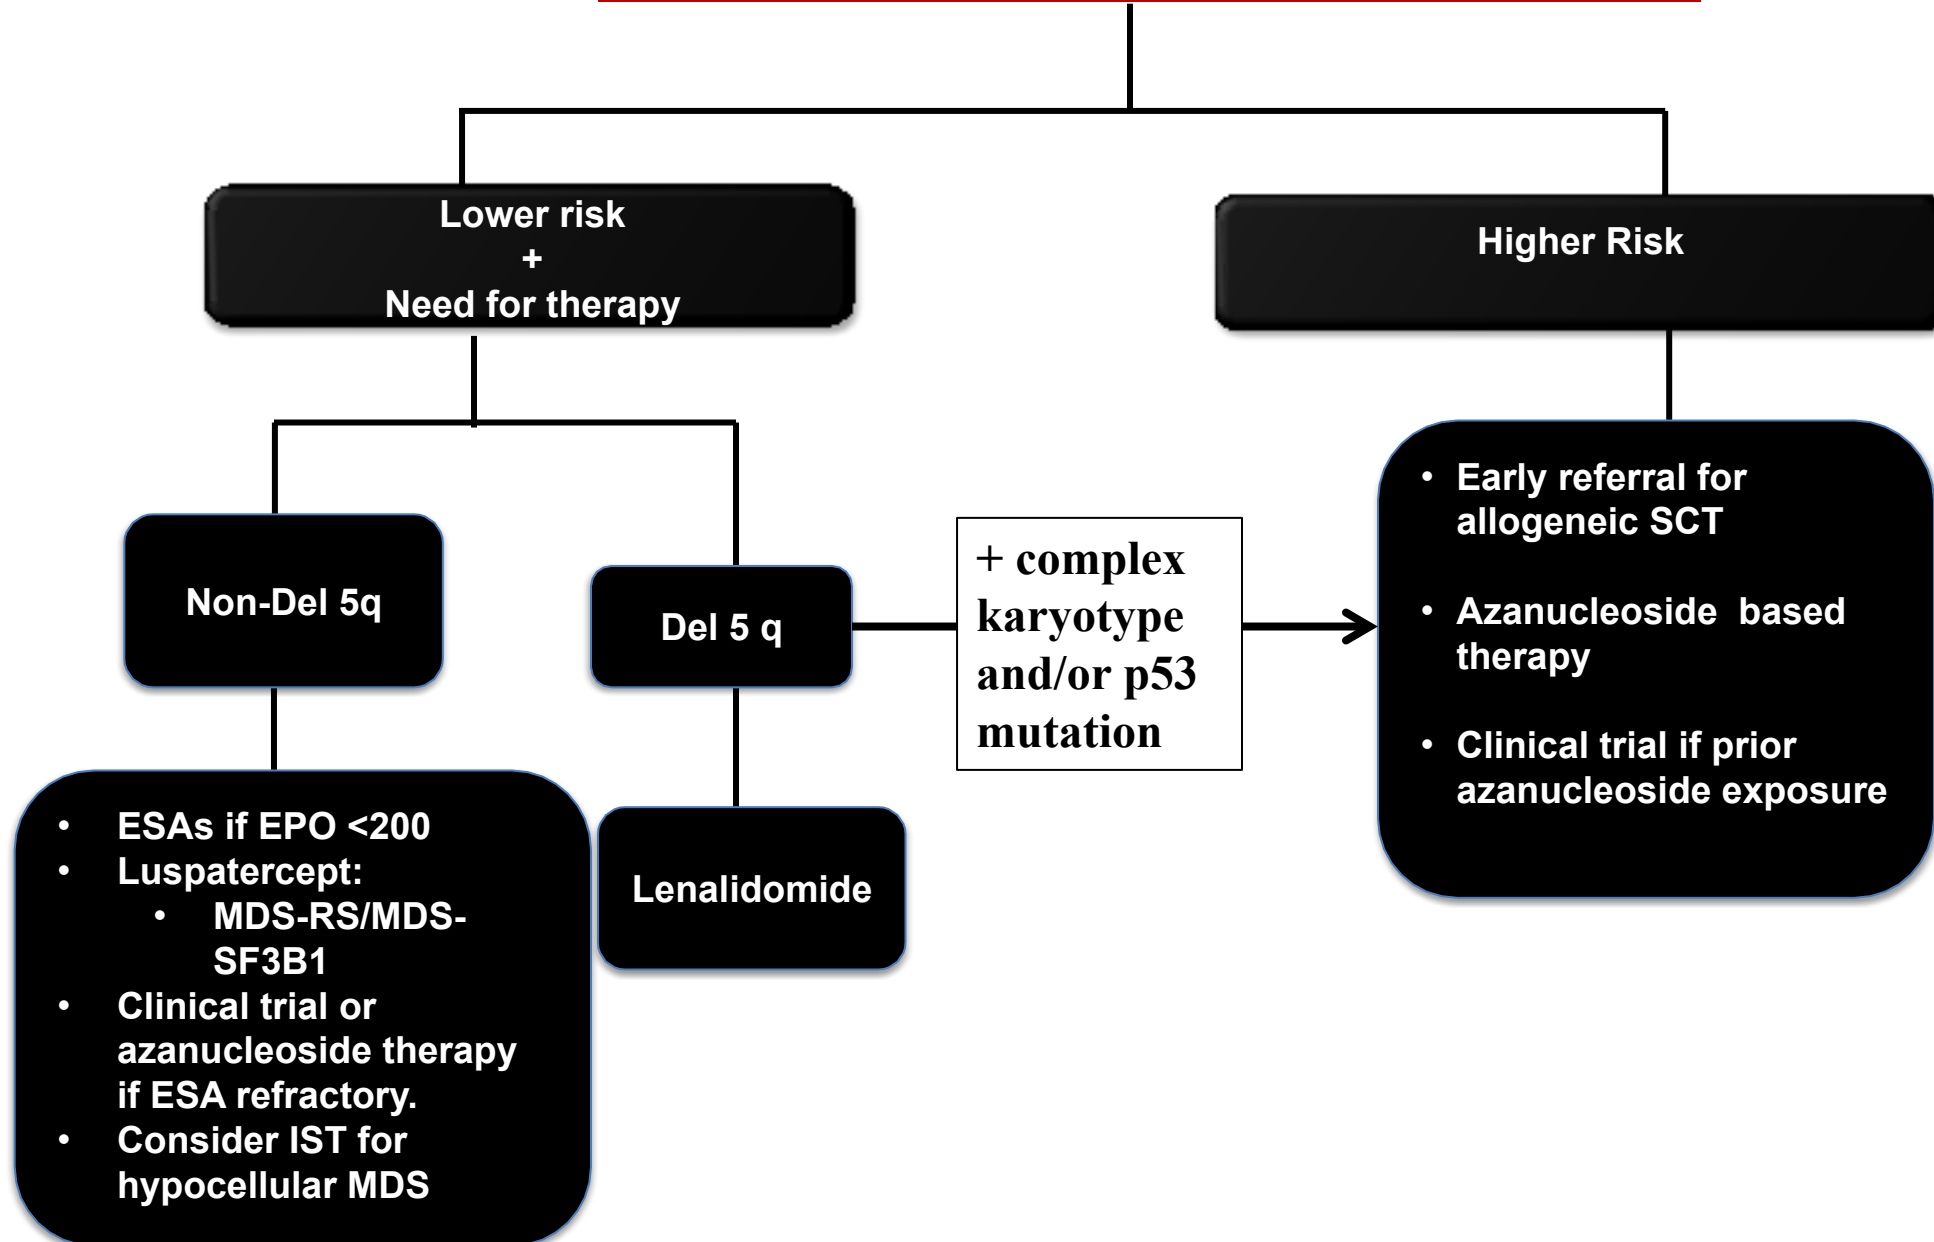 Lower risk
+
Need for therapy
Higher Risk
Non-Del 5q
Del 5 q
+ complex
karyotype
and/or p53
mutation
• Early referral for
allogeneic SCT
• Azanucleoside based
therapy
• Clinical trial if prior
azanucleoside exposure
• ESAs if EPO <200
• Luspatercept:
• MDS-RS/MDS-
SF3B1
• Clinical trial or
azanucleoside therapy
if ESA refractory.
• Consider IST for
hypocellular MDS
Lenalidomide